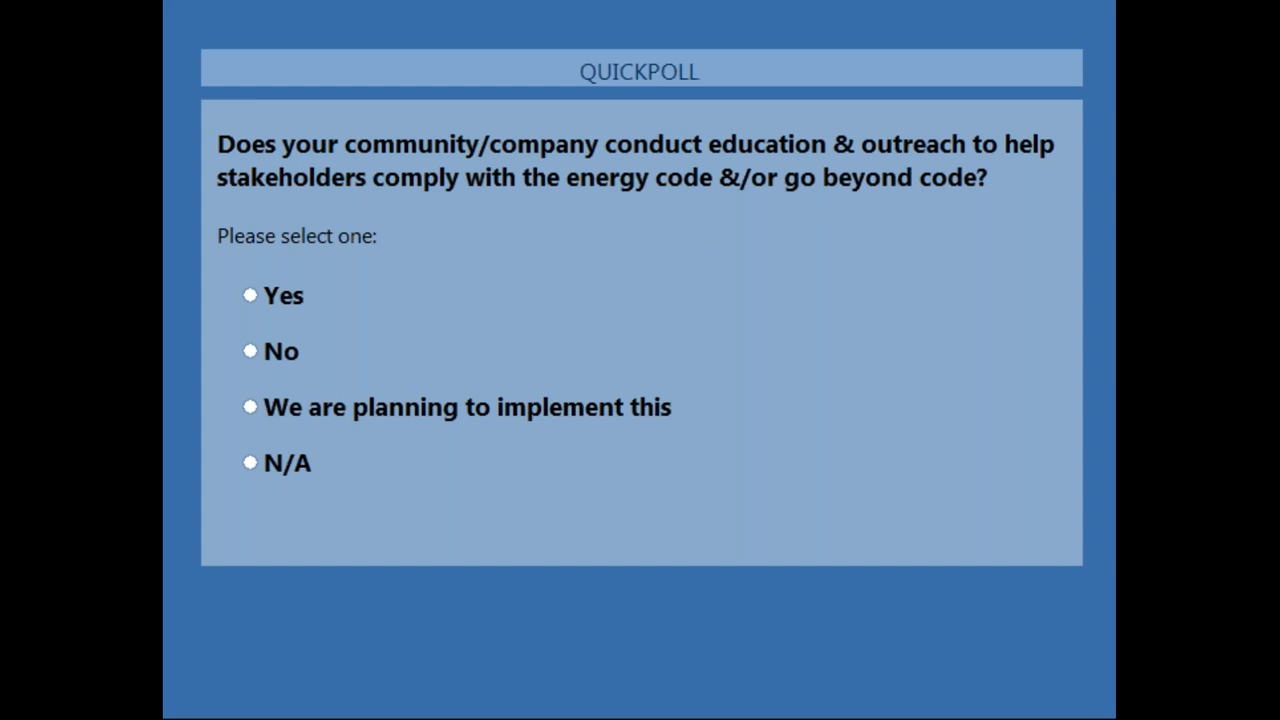 QUICKPOLL
Does your community/company conduct education & outreach to help
stakeholders comply with the energy code &/or go beyond code?
Please select one:
Yes
No
We are planning to implement this
N/A